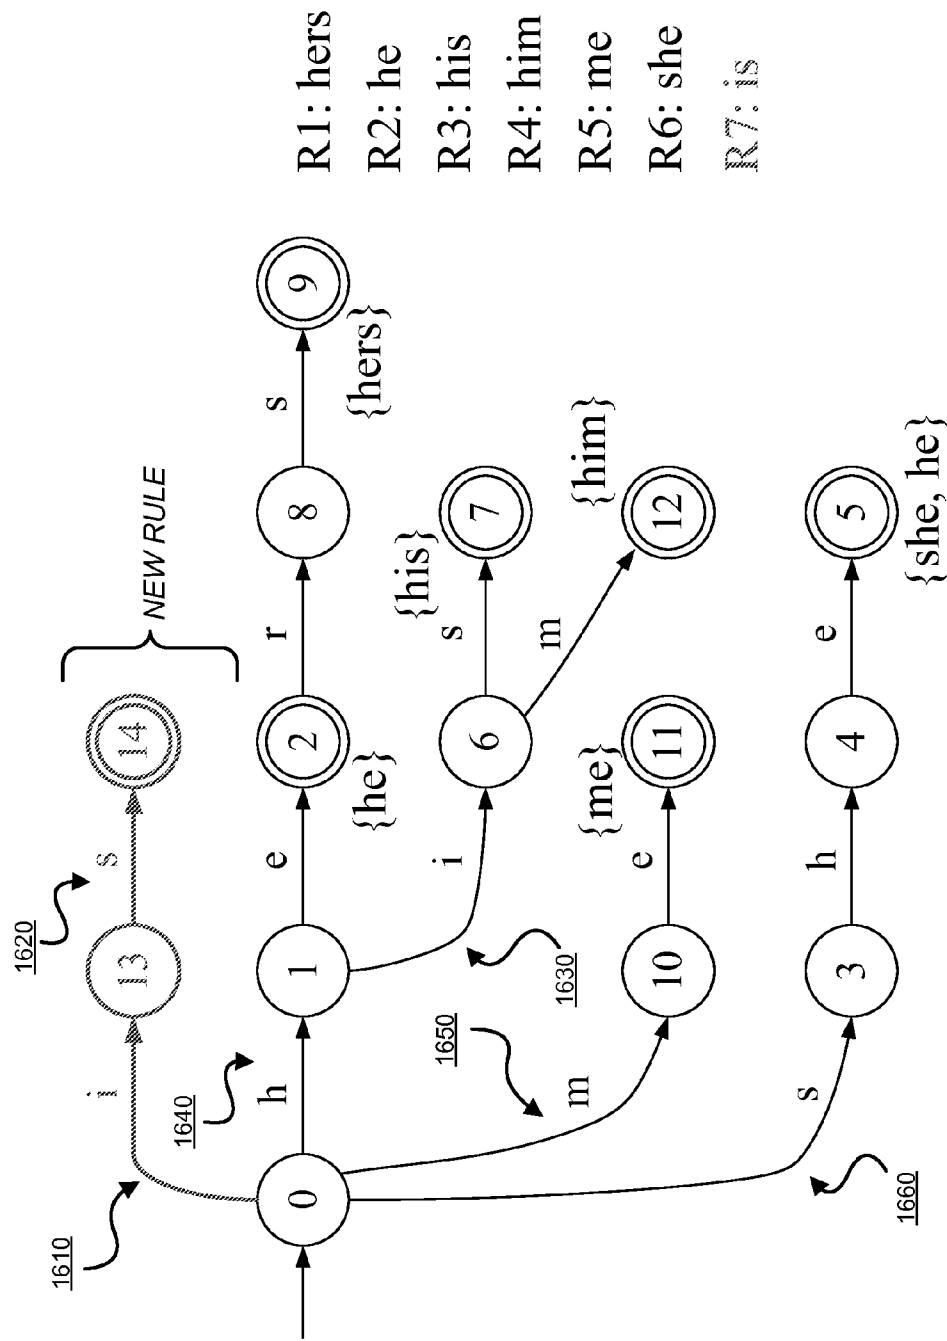 1610
i
13
1620
s
14
NEW RULE
0
1640
h
1
e
2
{he}
r
8
s
9
{hers}
1630
i
6
s
{his}
7
m
{him}
12
1650
m
10
e
{me}
11
1660
s
3
h
4
e
5
{she, he}
R1: hers
R2: he
R3: his
R4: him
R5: me
R6: she
R7: is